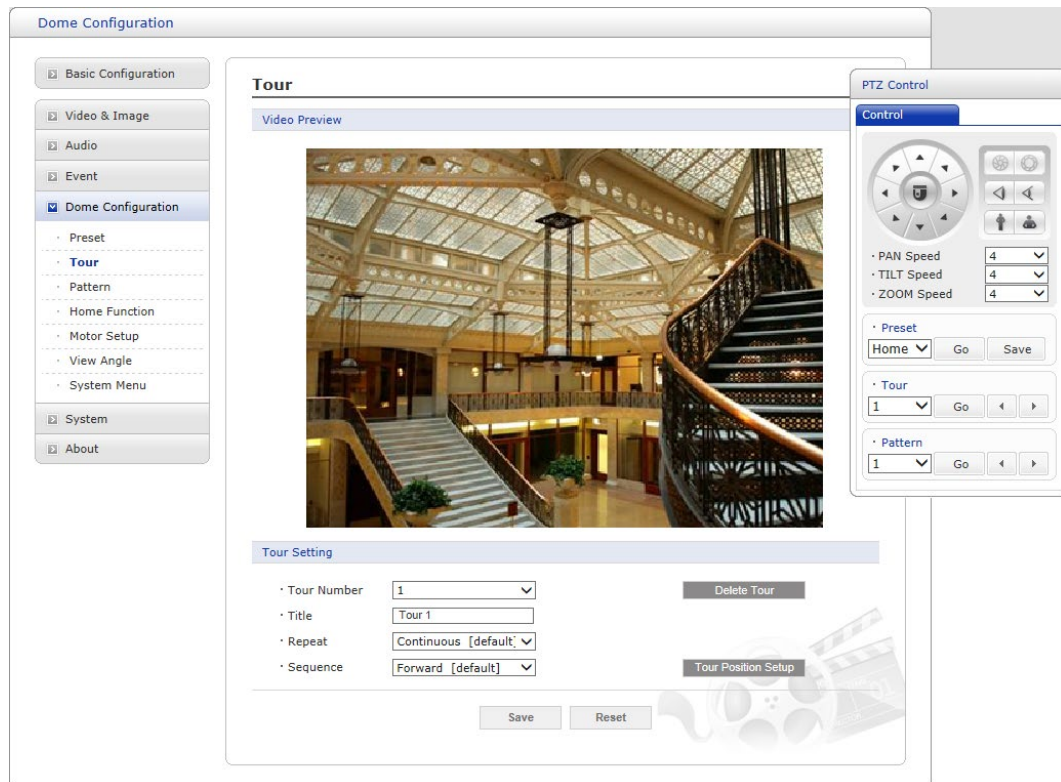 Dome Configuration
Basic Configuration
Video & Image
Audio
Event
Dome Configuration
· Preset
· Tour
· Pattern
· Home Function
· Motor Setup
· View Angle
· System Menu
System
About
Tour
Video Preview
Tour Setting
· Tour Number 1 Delete Tour
· Title Tour 1
· Repeat Continuous [default]
· Sequence Forward [default] Tour Position Setup
Save Reset
PTZ Control
Control
· PAN Speed 4
· TILT Speed 4
· ZOOM Speed 4
· Preset
Home Go Save
· Tour
1 Go
· Pattern
1 Go